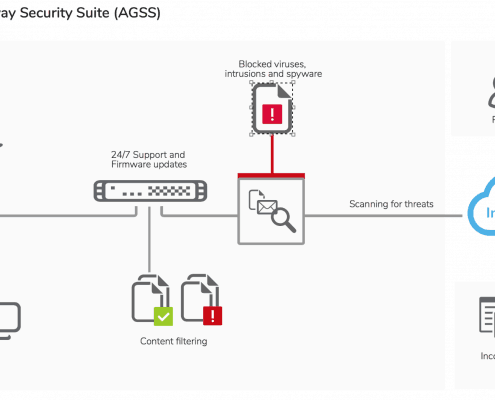 ay Security Suite (AGSS)
Blocked viruses,
intrusions and spyware
24/7 Support and
Firmware updates
Scanning for threats
In
Content filtering
Inco